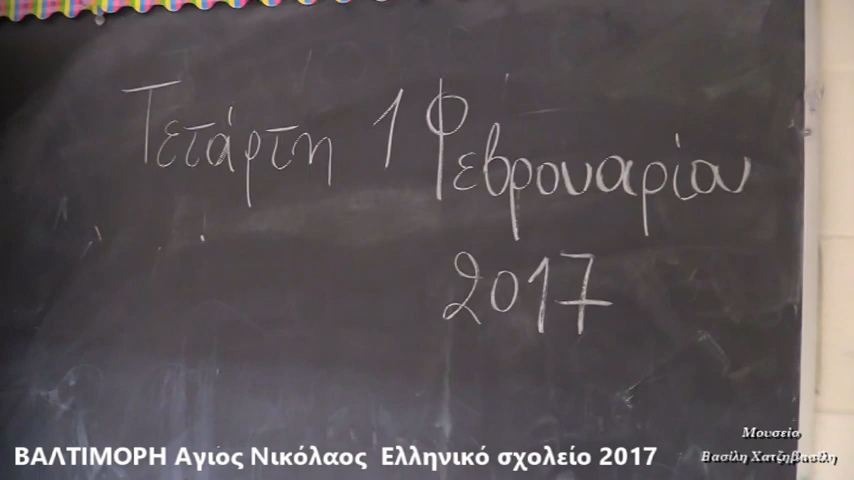 Τετάρτη 1 Φεβρουαρίου
2017
ΒΑΛΤΙΜΟΡΗ Αγιος Νικόλαος Ελληνικό σχολείο 2017
Μουσείο
Βασίλη Χατζηβασίλη